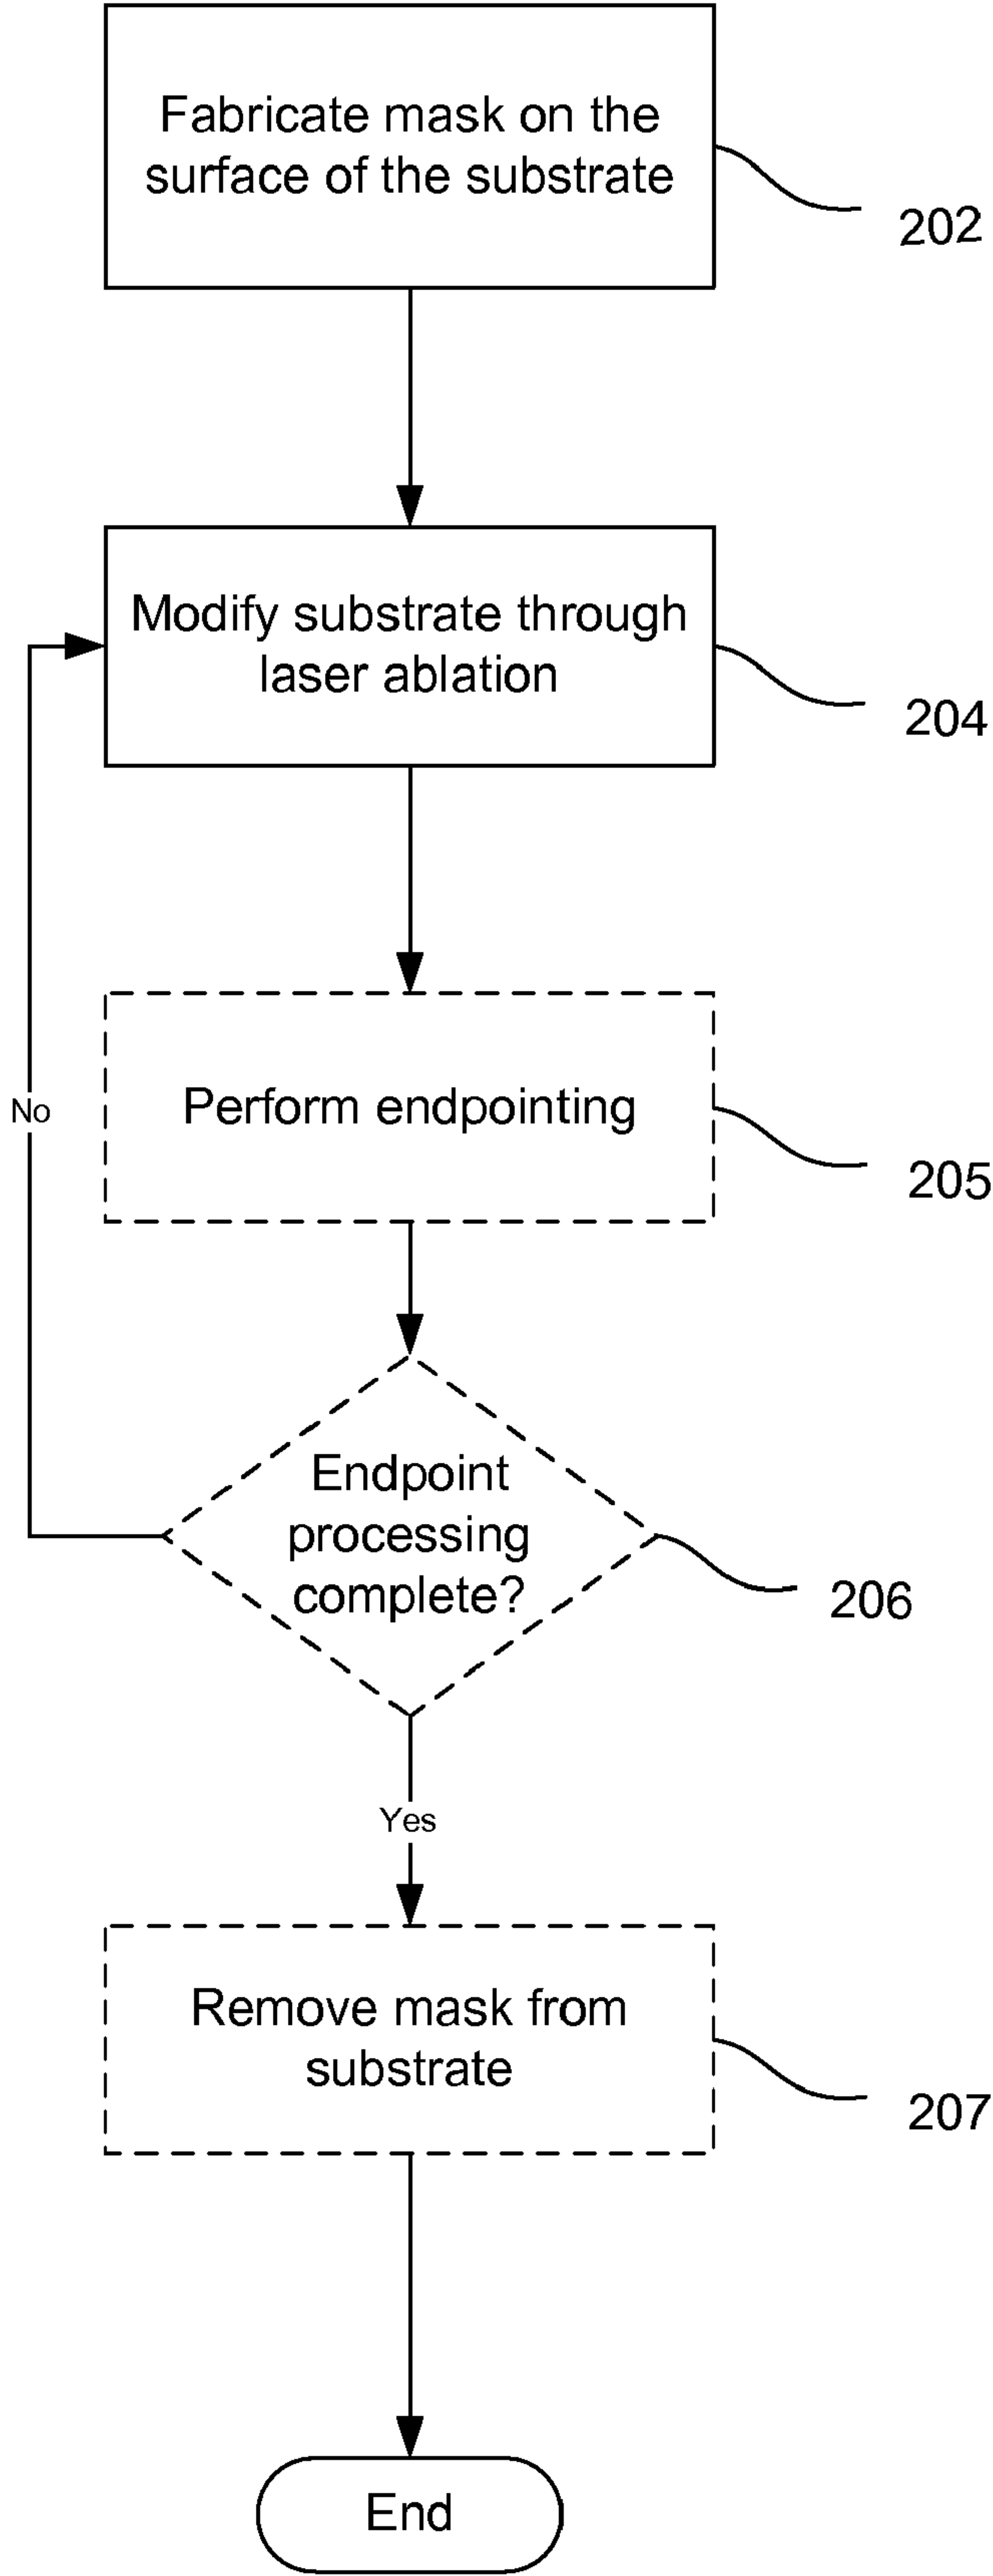 Fabricate mask on the
surface of the substrate
202
Modify substrate through
laser ablation
204
Perform endpointing
No
205
Endpoint
processing
complete?
206
Yes
Remove mask from
substrate
207
End